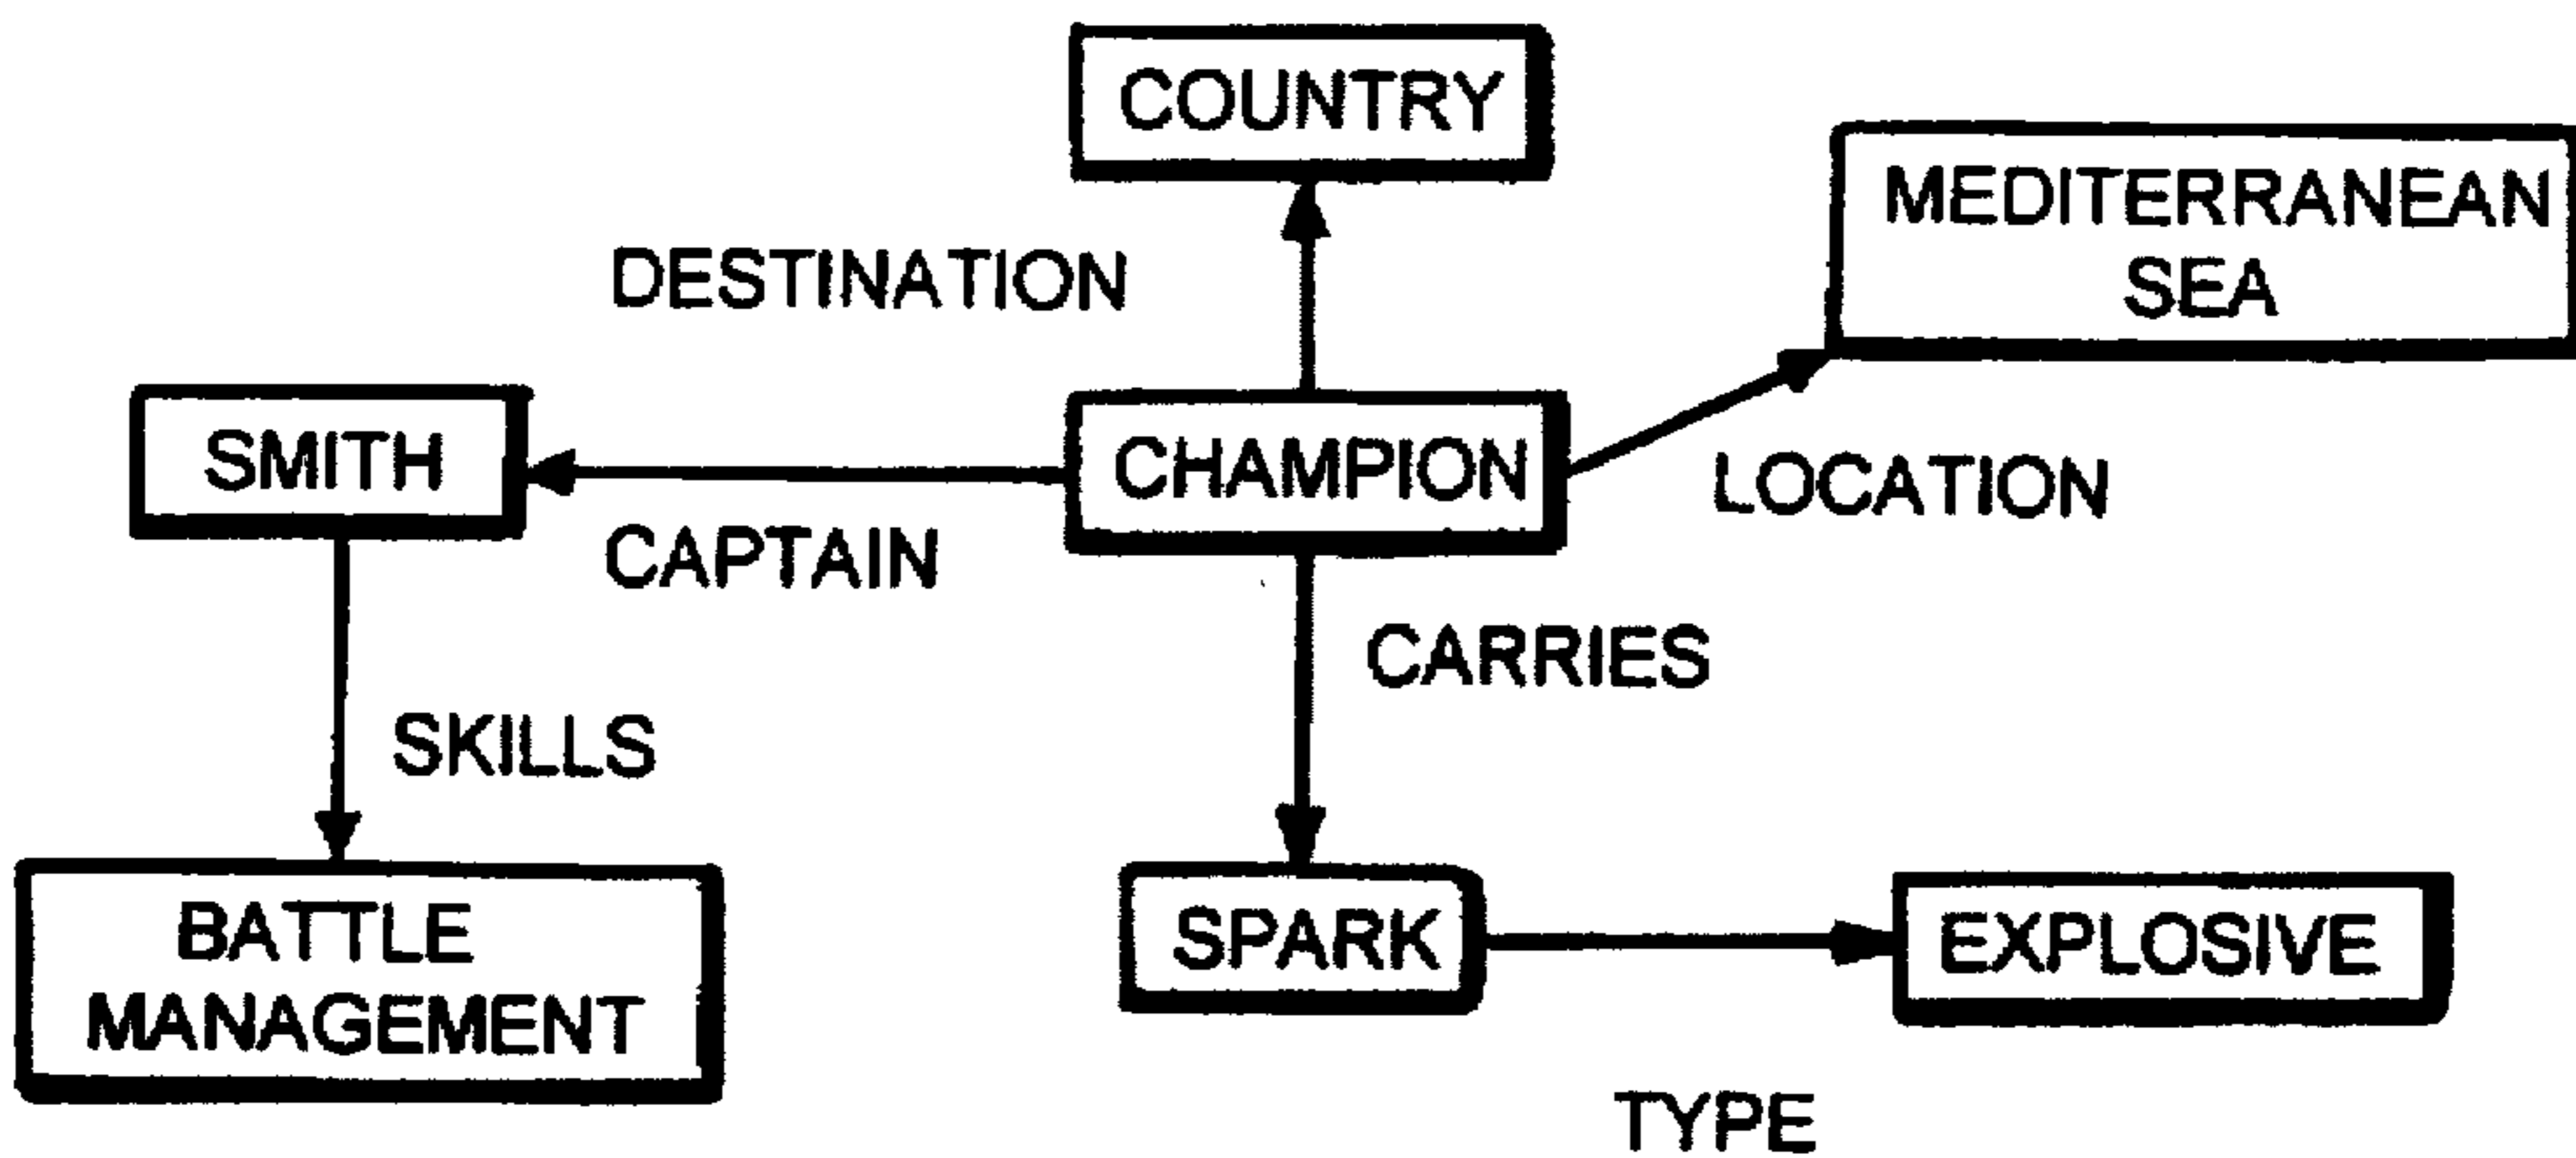 COUNTRY
MEDITERRANEAN
SEA
DESTINATION
SMITH
CHAMPION
LOCATION
CAPTAIN
CARRIES
SKILLS
BATTLE
MANAGEMENT
SPARK
EXPLOSIVE
TYPE